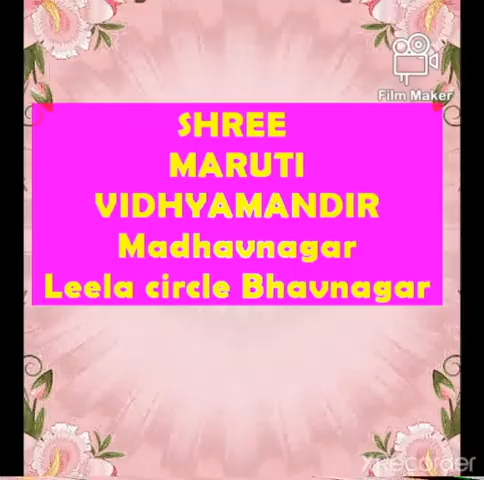 Film Maker
SHREE
MARUTI
VIDHYAMANDIR
Madhavnagar
Leela circle Bhavnagar
XRecorder